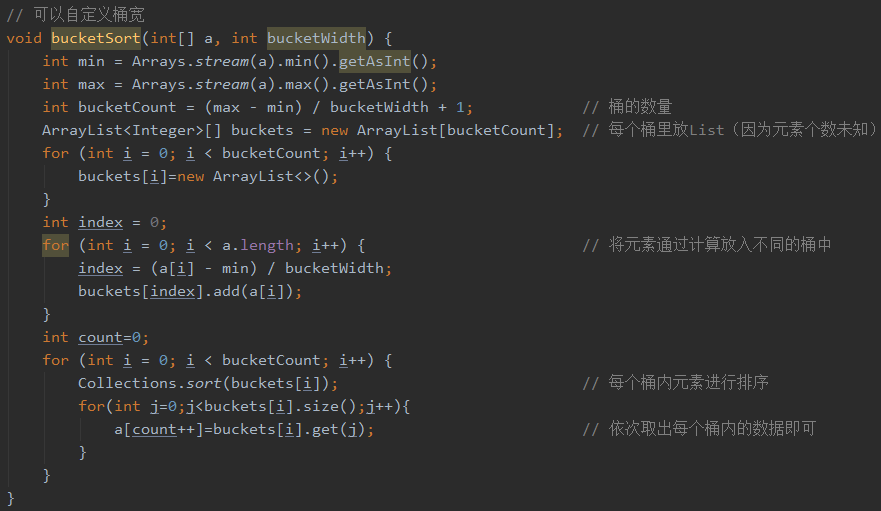 // 可以自定义桶宽
void bucketSort(int[] a, int bucketWidth) {
    int min = Arrays.stream(a).min().getAsInt();
    int max = Arrays.stream(a).max().getAsInt();
    int bucketCount = (max - min) / bucketWidth + 1;            // 桶的数量
    ArrayList<Integer>[] buckets = new ArrayList[bucketCount];  // 每个桶里放List（因为元素个数未知）
    for (int i = 0; i < bucketCount; i++) {
        buckets[i]=new ArrayList<>();
    }
    int index = 0;
    for (int i = 0; i < a.length; i++) {                        // 将元素通过计算放入不同的桶中
        index = (a[i] - min) / bucketWidth;
        buckets[index].add(a[i]);
    }
    int count=0;
    for (int i = 0; i < bucketCount; i++) {
        Collections.sort(buckets[i]);                           // 每个桶内元素进行排序
        for(int j=0;j<buckets[i].size();j++){
            a[count++]=buckets[i].get(j);                       // 依次取出每个桶内的数据即可
        }
    }
}